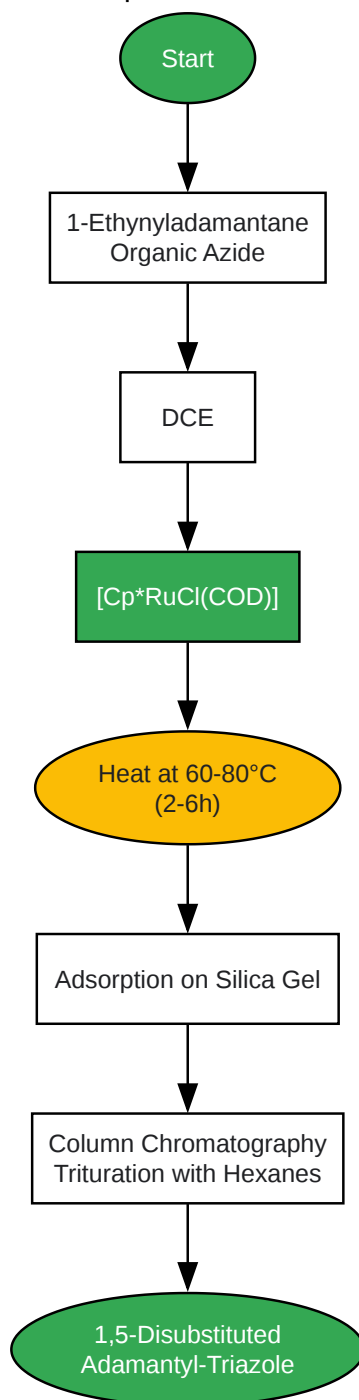 Start
1-Ethynyladamantane
Organic Azide
DCE
[Cp*RuCl(COD)]
Heat at 60-80°C
(2-6h)
Adsorption on Silica Gel
Column Chromatography
Trituration with Hexanes
1,5-Disubstituted
Adamantyl-Triazole